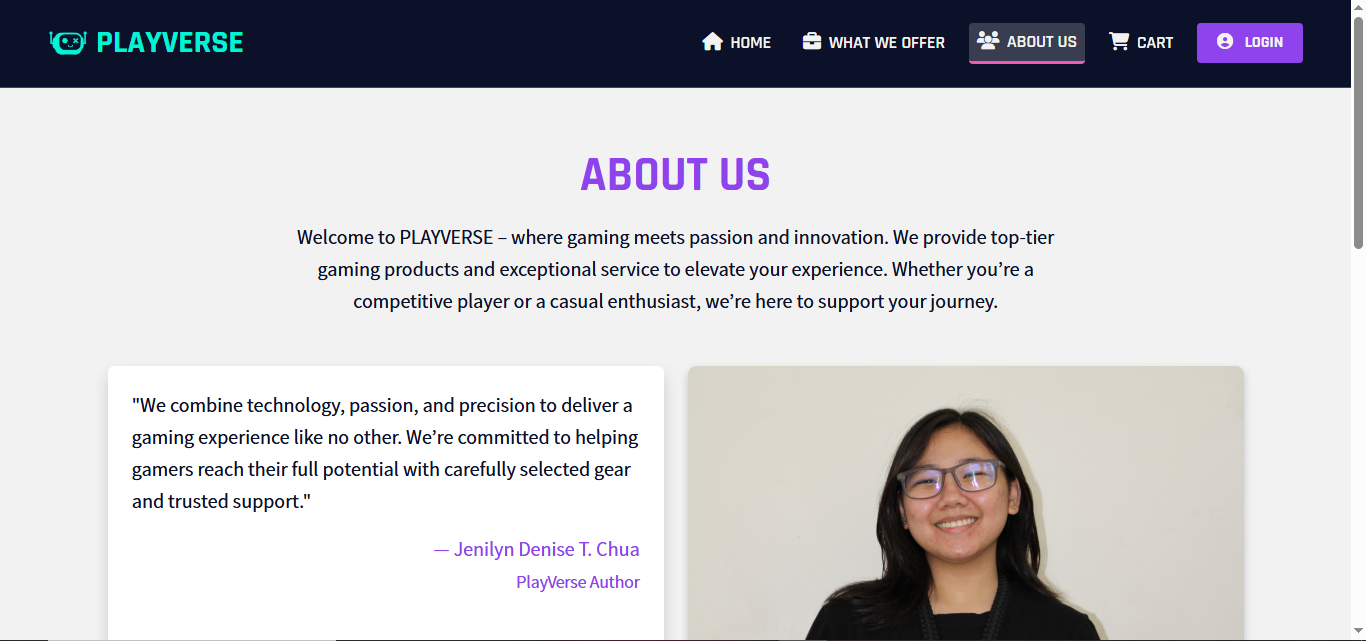 PLAYVERSE
HOME
WHAT WE OFFER
ABOUT US
CART
LOGIN
ABOUT US
Welcome to PLAYVERSE – where gaming meets passion and innovation. We provide top-tier
gaming products and exceptional service to elevate your experience. Whether you’re a
competitive player or a casual enthusiast, we’re here to support your journey.
"We combine technology, passion, and precision to deliver a
gaming experience like no other. We’re committed to helping
gamers reach their full potential with carefully selected gear
and trusted support."
— Jenilyn Denise T. Chua
PlayVerse Author